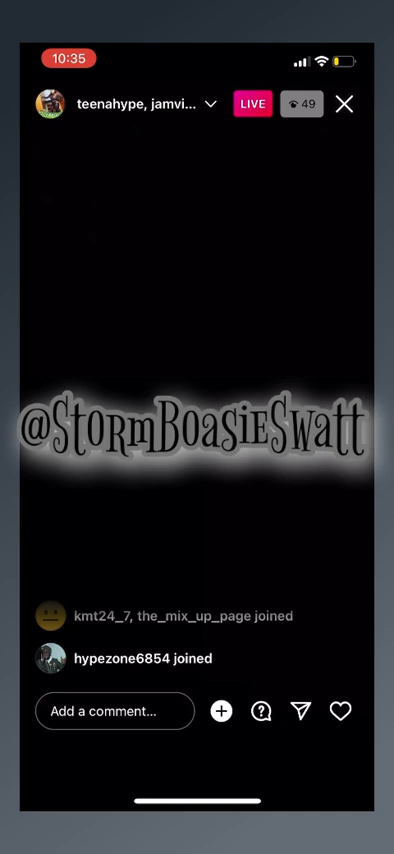 10:35
teenahype, jamvi... LIVE 49
@StormBoasieSwatt
kmt24_7, the_mix_up_page joined
hypezone6854 joined
Add a comment...